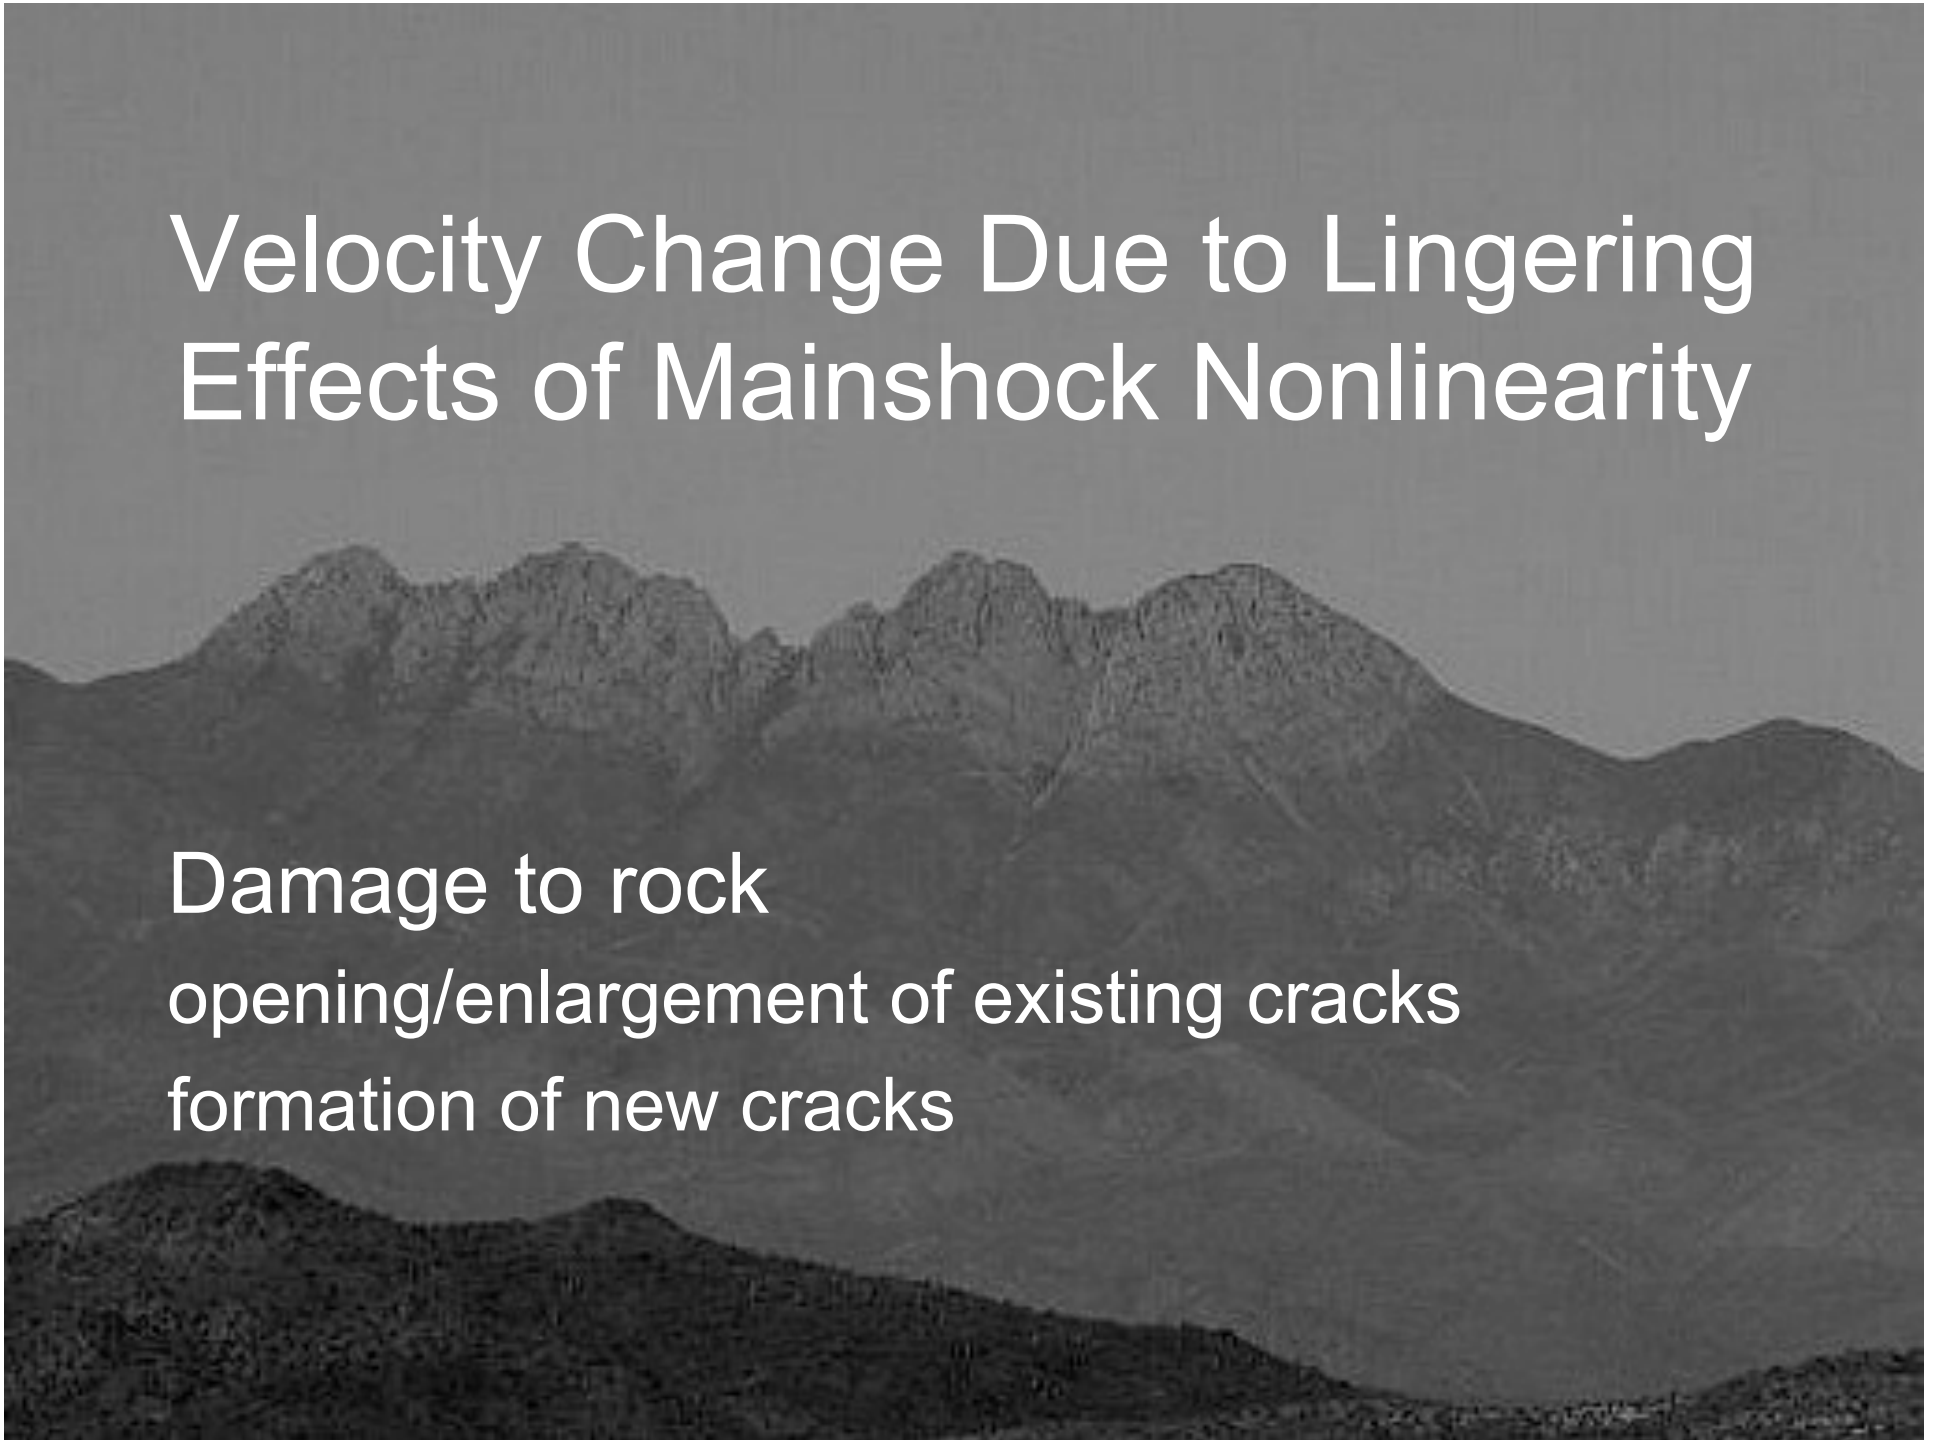 Velocity Change Due to Lingering
Effects of Mainshock Nonlinearity
Damage to rock
opening/enlargement of existing cracks
formation of new cracks